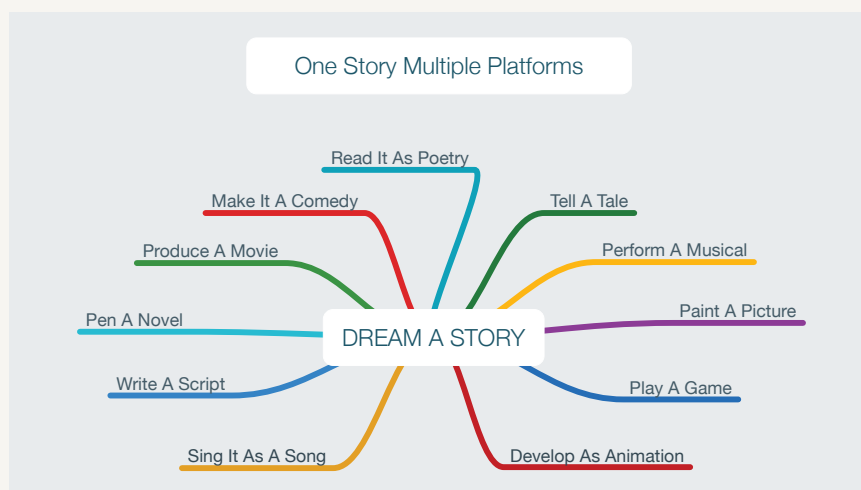 One Story Multiple Platforms
Read It As Poetry
Make It A Comedy
Tell A Tale
Produce A Movie
Perform A Musical
Pen A Novel
Paint A Picture
DREAM A STORY
Write A Script
Play A Game
Sing It As A Song
Develop As Animation